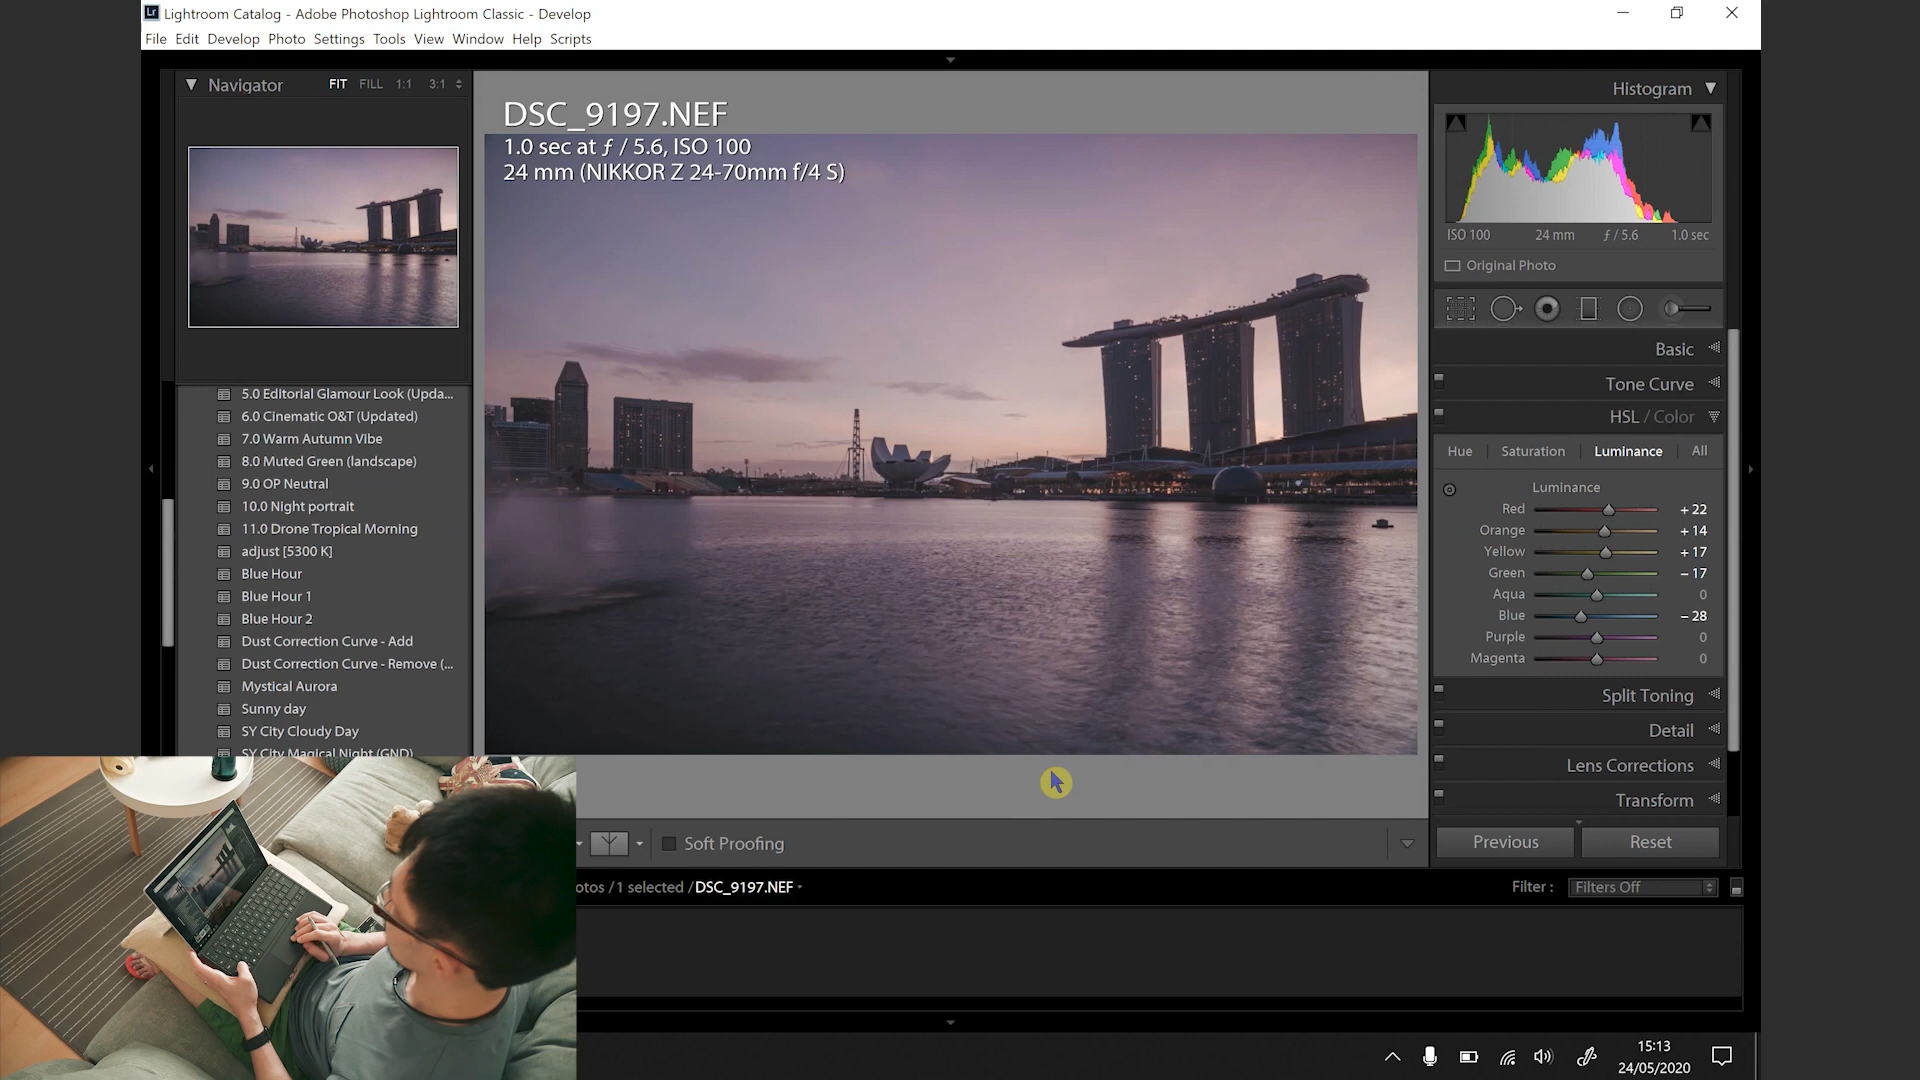 Lr Lightroom Catalog - Adobe Photoshop Lightroom Classic - Develop
File Edit Develop Photo Settings Tools View Window Help Scripts
Navigator FIT FILL 1:1 3:1
DSC_9197.NEF
1.0 sec at ƒ / 5.6, ISO 100
24 mm (NIKKOR Z 24-70mm f/4 S)
5.0 Editorial Glamour Look (Upda...
6.0 Cinematic O&T (Updated)
7.0 Warm Autumn Vibe
8.0 Muted Green (landscape)
9.0 OP Neutral
10.0 Night portrait
11.0 Drone Tropical Morning
adjust [5300 K]
Blue Hour
Blue Hour 1
Blue Hour 2
Dust Correction Curve - Add
Dust Correction Curve - Remove (...
Mystical Aurora
Sunny day
SY City Cloudy Day
SY City Magical Night (GND)
Histogram
ISO 100 24 mm ƒ / 5.6 1.0 sec
Original Photo
Basic
Tone Curve
HSL / Color
Hue Saturation Luminance All
Luminance
Red + 22
Orange + 14
Yellow + 17
Green - 17
Aqua 0
Blue - 28
Purple 0
Magenta 0
Split Toning
Detail
Lens Corrections
Transform
Previous Reset
Soft Proofing
otos / 1 selected / DSC_9197.NEF
Filter : Filters Off
15:13
24/05/2020